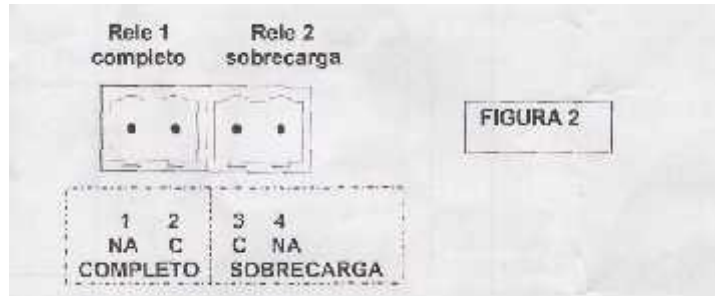 Rele 1 Rele 2
completo sobrecarga
FIGURA 2
1 2 3 4
NA C C NA
COMPLETO SOBRECARGA